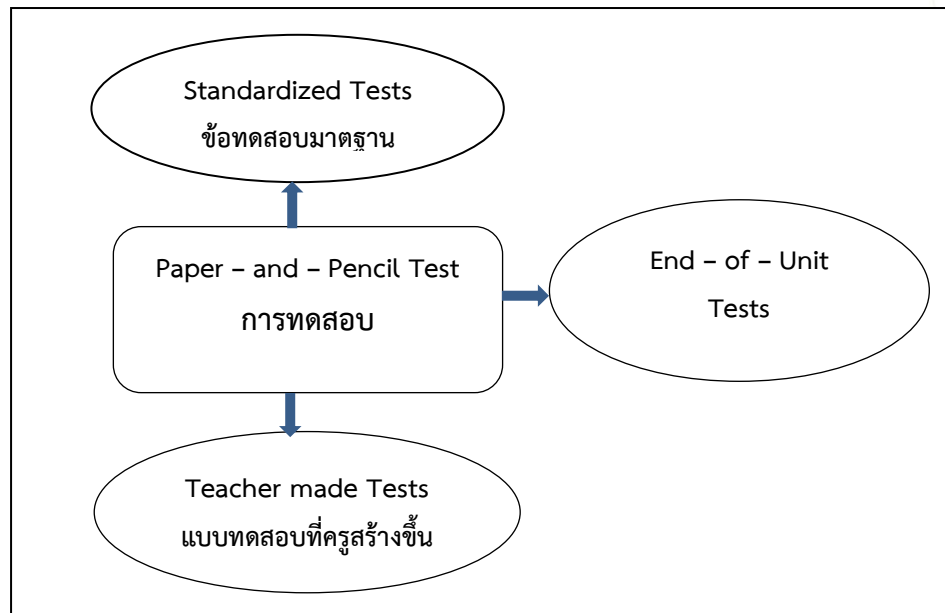 Standardized Tests
ข้อทดสอบมาตฐาน
Paper – and – Pencil Test
การทดสอบ
End – of – Unit
Tests
Teacher made Tests
แบบทดสอบที่ครูสร้างขึ้น